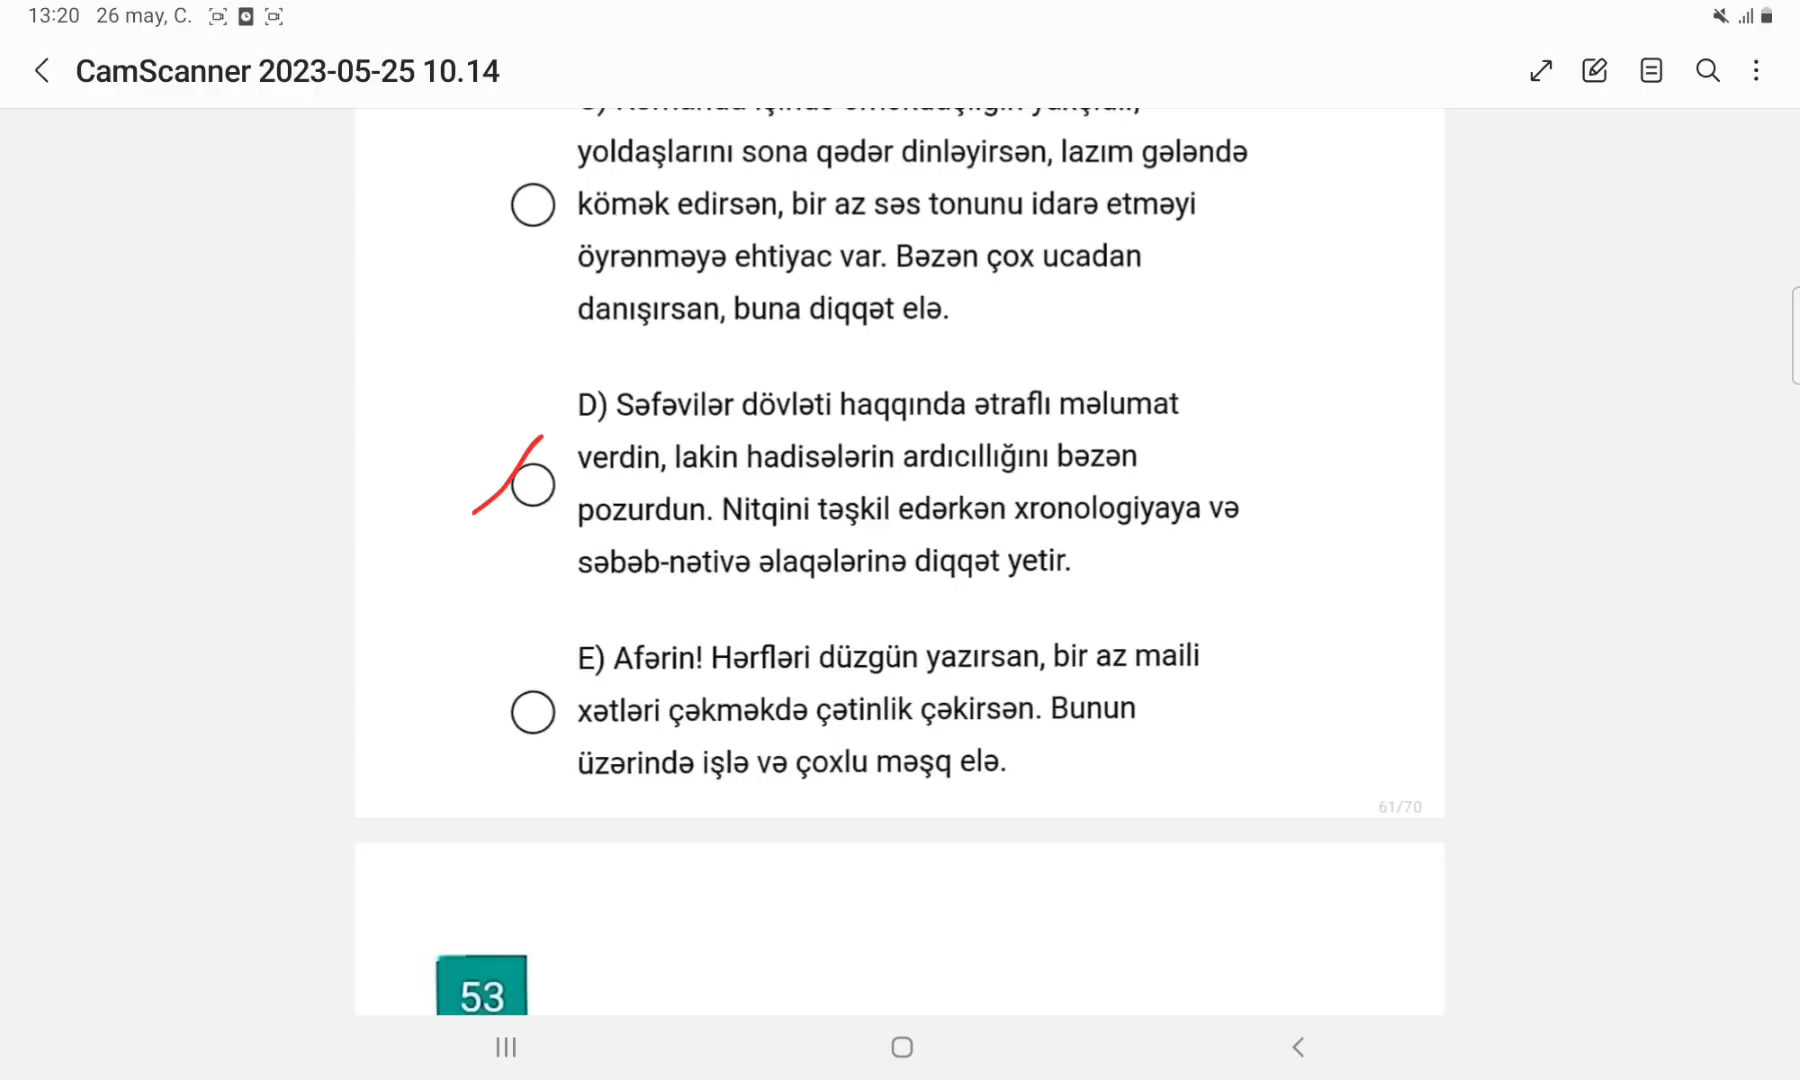 13:20 26 may, C.
CamScanner 2023-05-25 10.14
yoldaşlarını sona qədər dinləyirsən, lazım gələndə
kömək edirsən, bir az səs tonunu idarə etməyi
öyrənməyə ehtiyac var. Bəzən çox ucadan
danışırsan, buna diqqət elə.
D) Səfəvilər dövləti haqqında ətraflı məlumat
verdin, lakin hadisələrin ardıcıllığını bəzən
pozurdun. Nitqini təşkil edərkən xronologiyaya və
səbəb-nətivə əlaqələrinə diqqət yetir.
E) Afərin! Hərfləri düzgün yazırsan, bir az maili
xətləri çəkməkdə çətinlik çəkirsən. Bunun
üzərində işlə və çoxlu məşq elə.
61/70
53